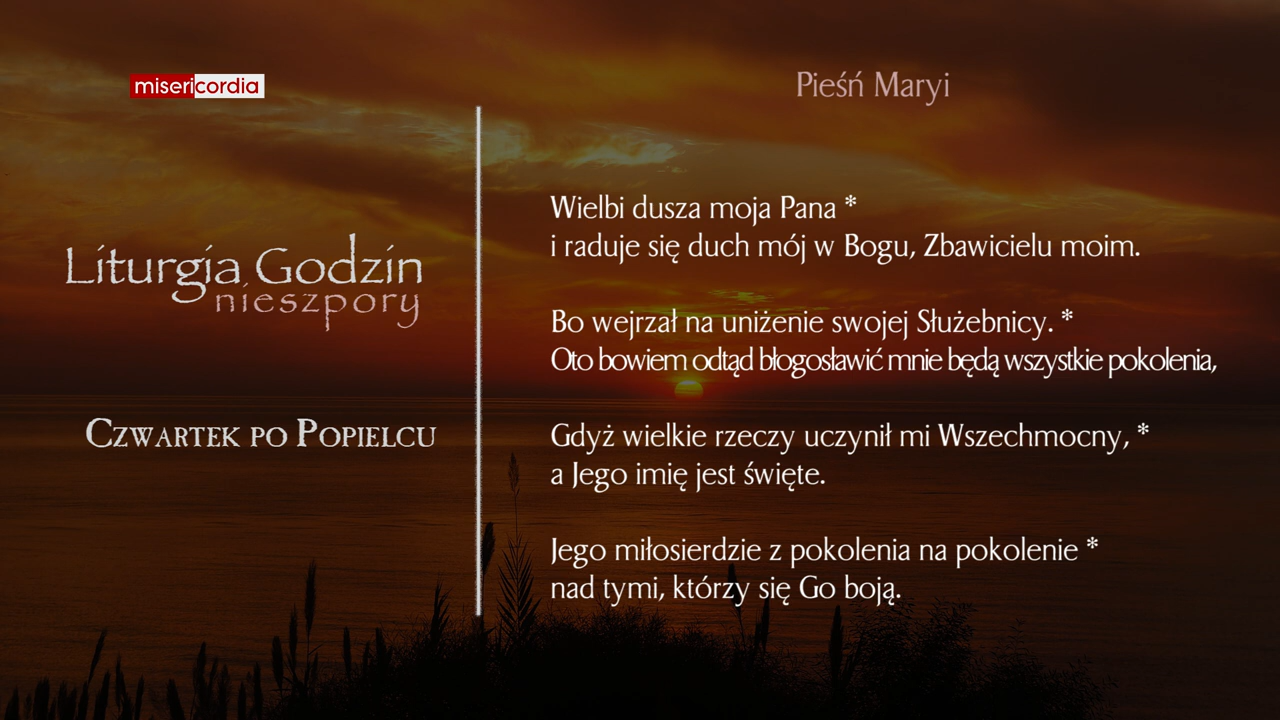 misericordia
Liturgia Godzin
nieszpory
Czwartek po Popielcu
Pieśń Maryi
Wielbi dusza moja Pana *
i raduje się duch mój w Bogu, Zbawicielu moim.
Bo wejrzał na uniżenie swojej Służebnicy. *
Oto bowiem odtąd błogosławić mnie będą wszystkie pokolenia,
Gdyż wielkie rzeczy uczynił mi Wszechmocny, *
a Jego imię jest święte.
Jego miłosierdzie z pokolenia na pokolenie *
nad tymi, którzy się Go boją.